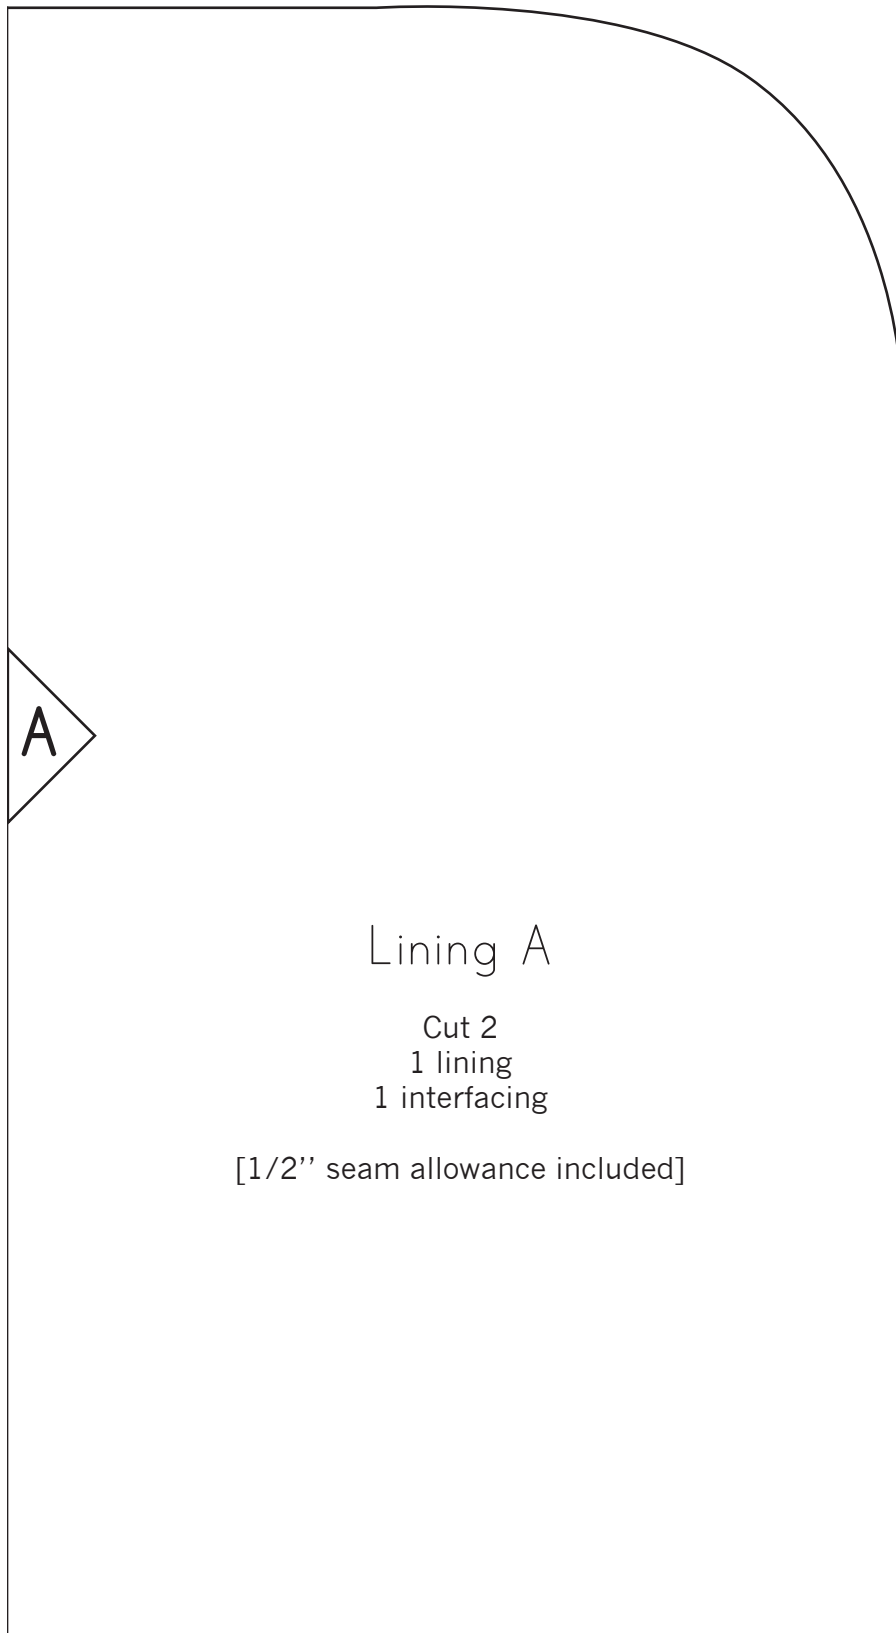 A
Lining A
Cut 2
1 lining
1 interfacing
[1/2’’ seam allowance included]